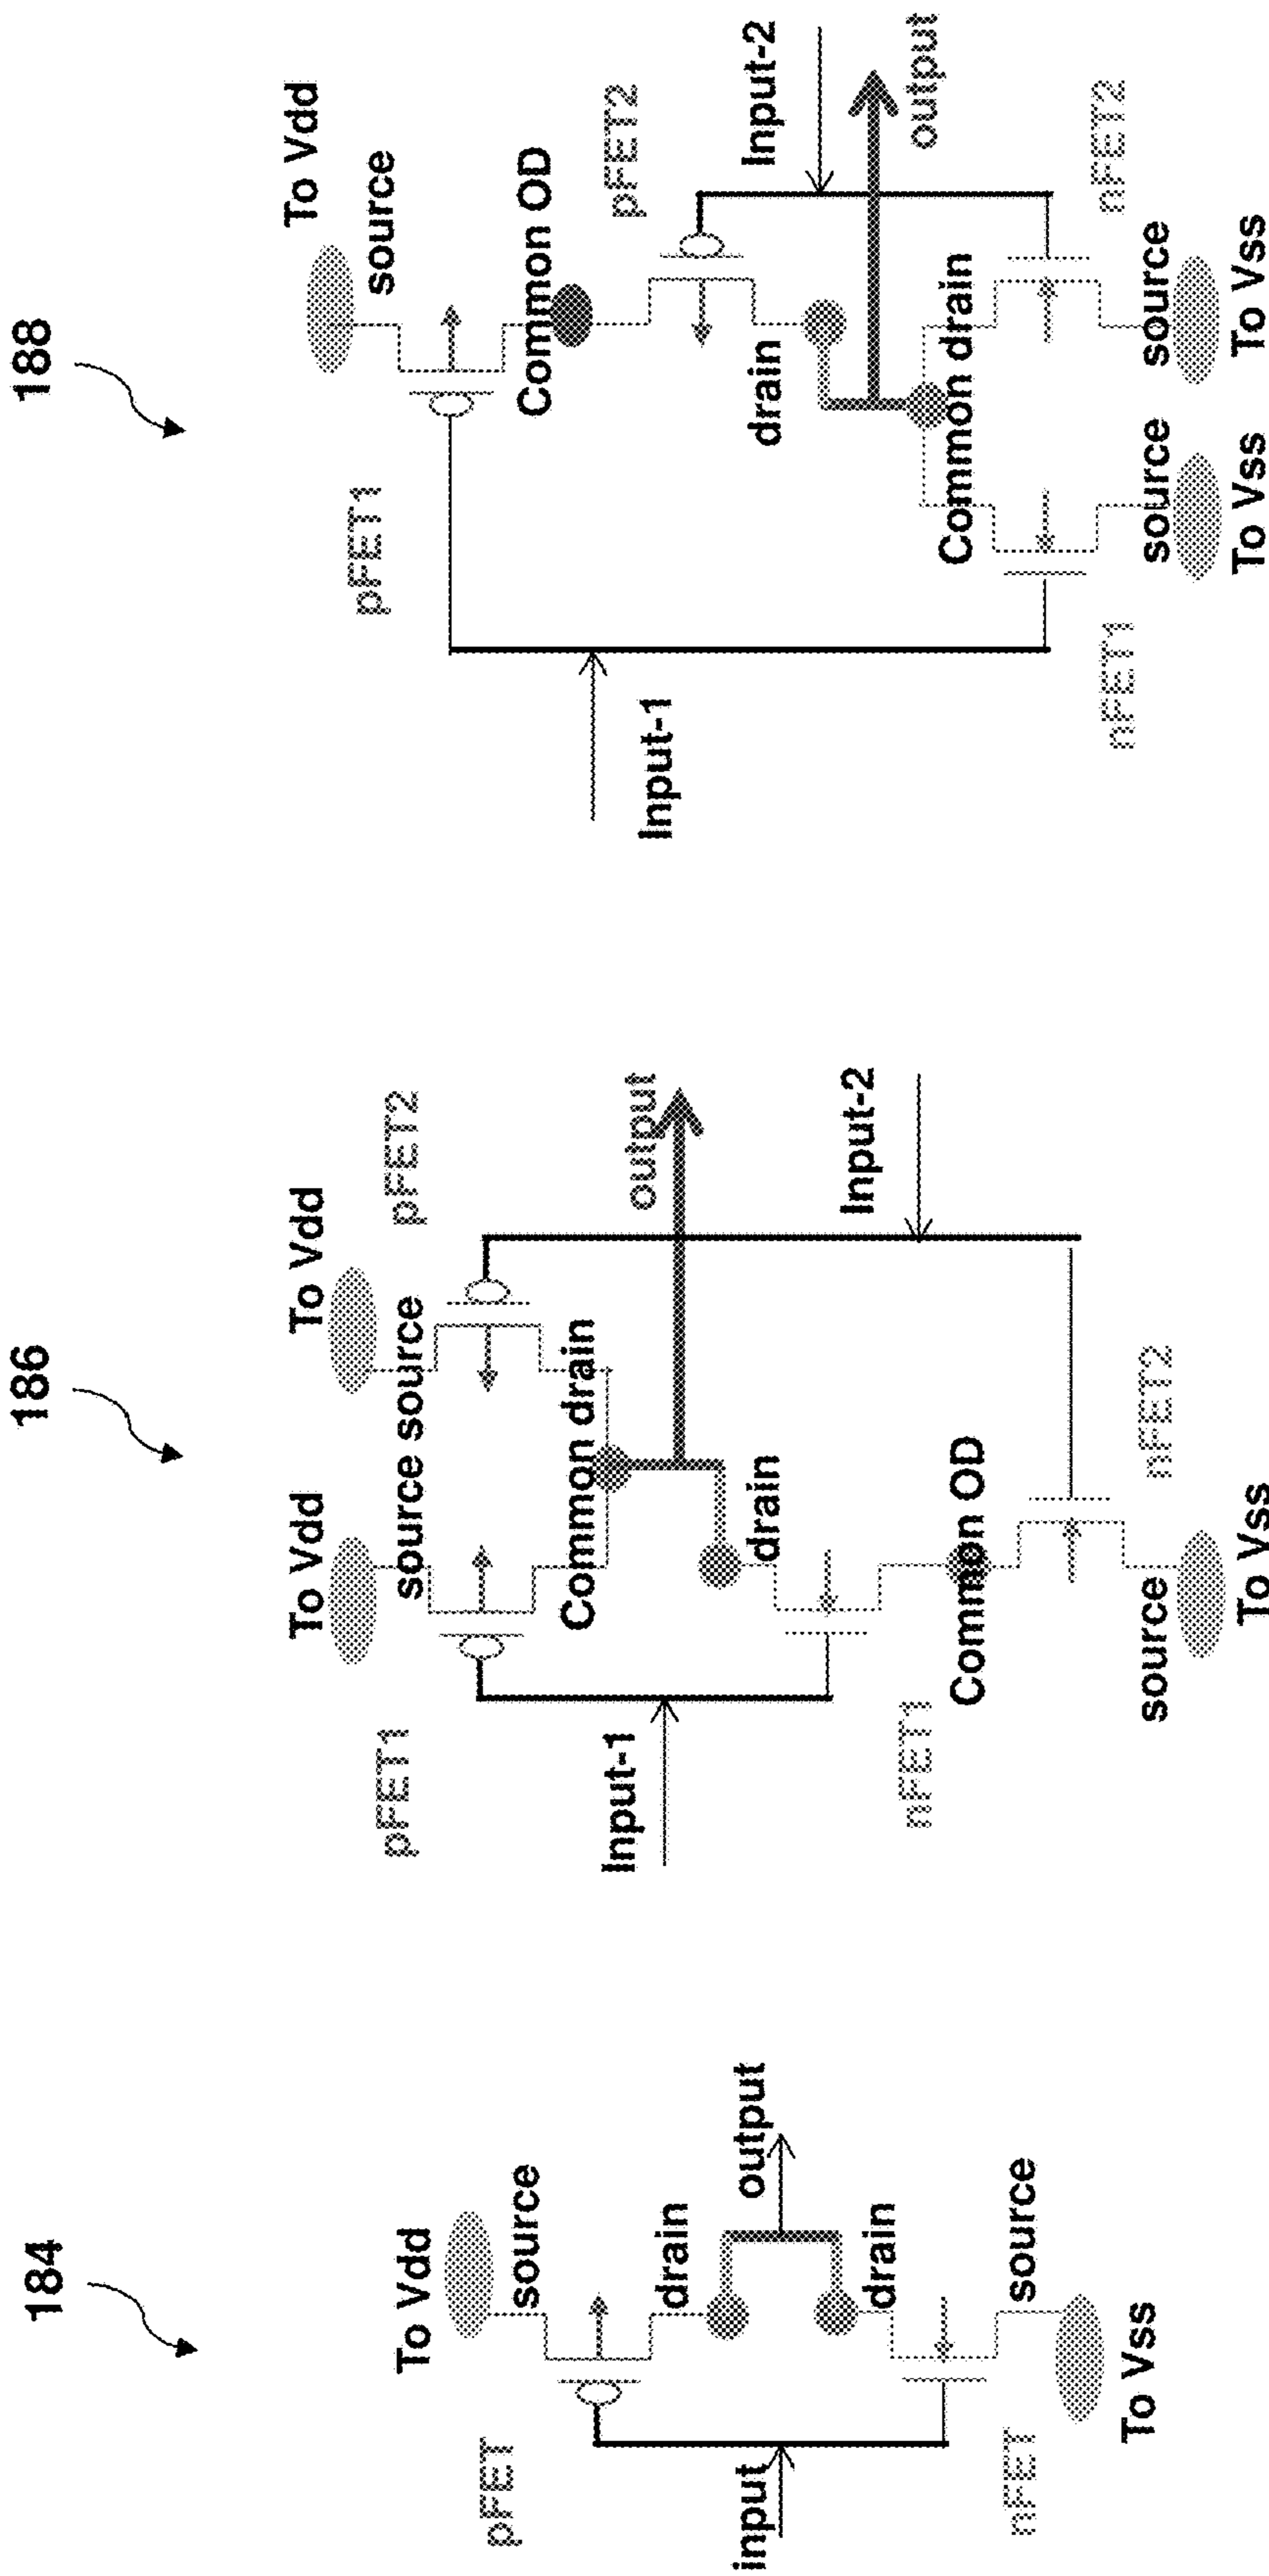 184
To Vdd
source
pFET
drain
output
input
drain
nFET
source
To Vss
186
To Vdd
To Vdd
source source
pFET1
pFET2
Common drain
output
Input-1
drain
Input-2
nFET1
Common OD
nFET2
source
To Vss
188
To Vdd
source
pFET1
Common OD
pFET2
Input-1
Input-2
drain
output
Common drain
nFET1
nFET2
source
source
To Vss
To Vss